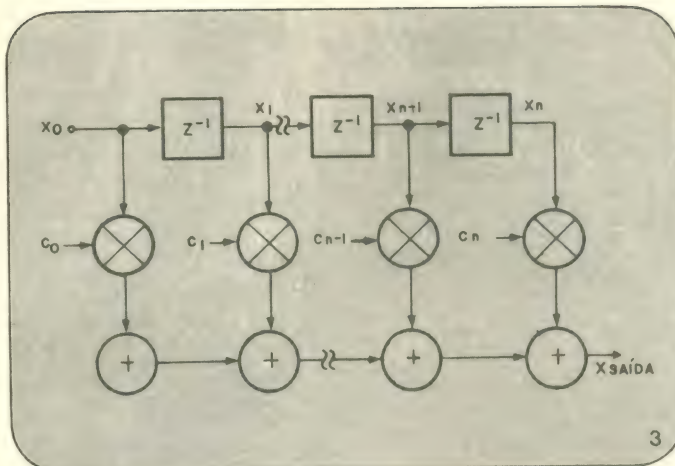 X0
Z-1
X1
Z-1
Xn+1
Z-1
Xn
C0
C1
Cn-1
Cn
+
+
+
+
XSAÍDA
3